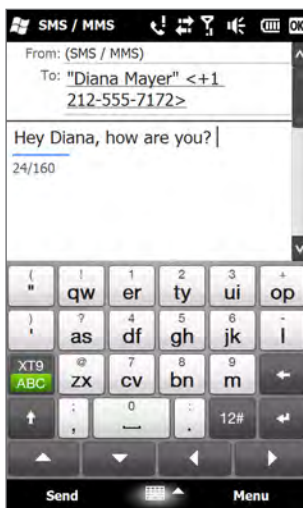 SMS / MMS OK
From: (SMS / MMS)
To: "Diana Mayer" <+1
212-555-7172>
Hey Diana, how are you?
24/160
( ! 1 2 3 +
" qw er ty ui op
) ? 4 5 6 -
' as df gh jk l
XT9 @ 7 8 9
ABC zx cv bn m
; 0 :
, . 12#
Send Menu